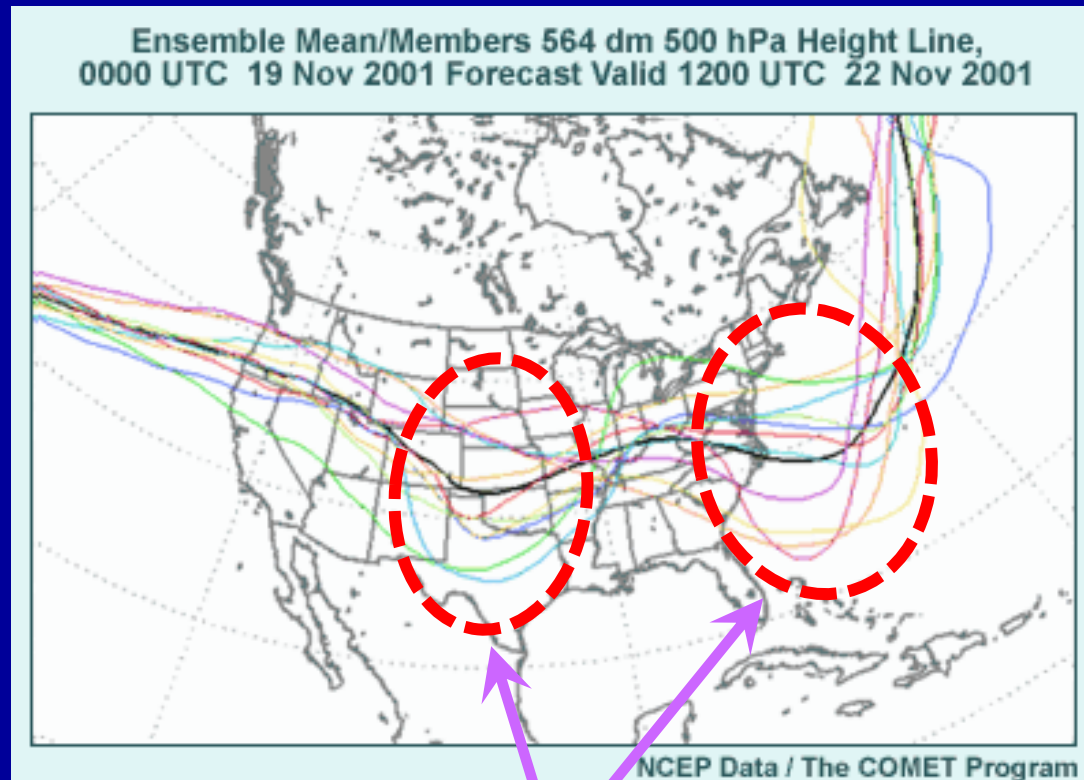 Ensemble Mean/Members 564 dm 500 hPa Height Line,
0000 UTC 19 Nov 2001 Forecast Valid 1200 UTC 22 Nov 2001
NCEP Data / The COMET Program